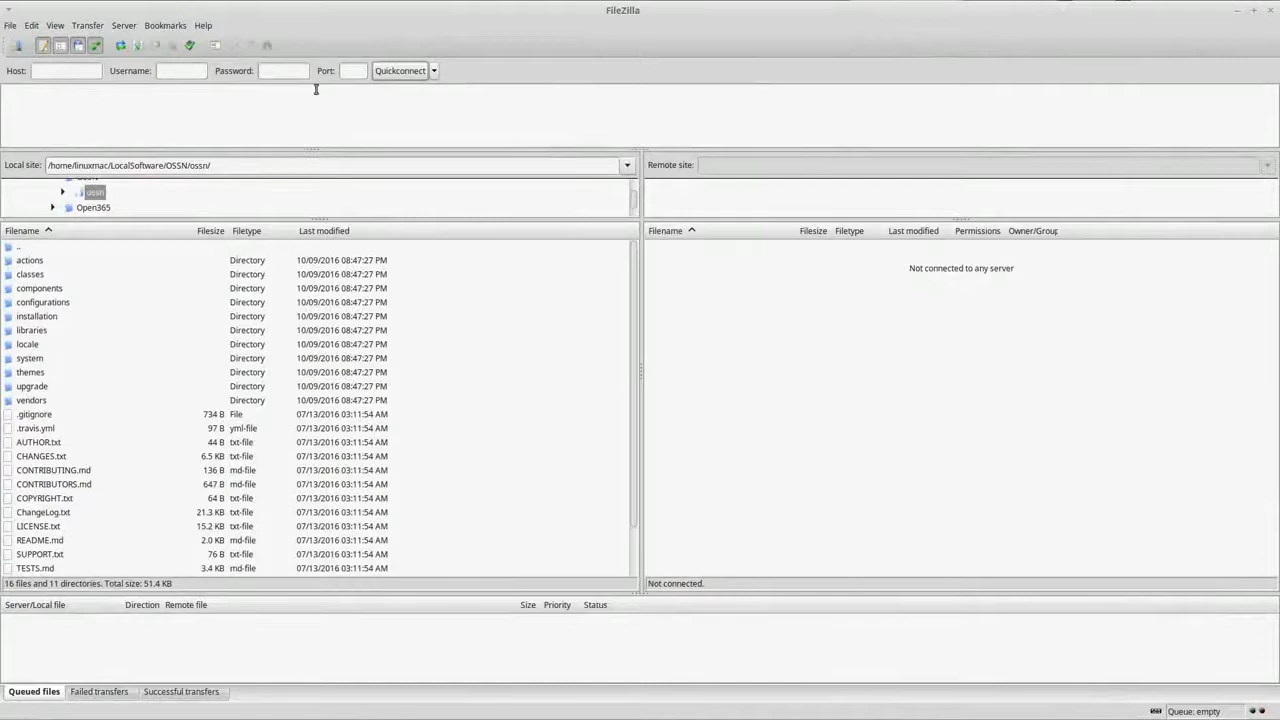 FileZilla
File Edit View Transfer Server Bookmarks Help
Host: Username: Password: Port: Quickconnect
Local site: /home/linuxmac/LocalSoftware/OSSN/ossn/
ossn
Open365
Filename Filesize Filetype Last modified
..
actions Directory 10/09/2016 08:47:27 PM
classes Directory 10/09/2016 08:47:27 PM
components Directory 10/09/2016 08:47:27 PM
configurations Directory 10/09/2016 08:47:27 PM
installation Directory 10/09/2016 08:47:27 PM
libraries Directory 10/09/2016 08:47:27 PM
locale Directory 10/09/2016 08:47:27 PM
system Directory 10/09/2016 08:47:27 PM
themes Directory 10/09/2016 08:47:27 PM
upgrade Directory 10/09/2016 08:47:27 PM
vendors Directory 10/09/2016 08:47:27 PM
.gitignore 734 B File 07/13/2016 03:11:54 AM
.travis.yml 97 B yml-file 07/13/2016 03:11:54 AM
AUTHOR.txt 44 B txt-file 07/13/2016 03:11:54 AM
CHANGES.txt 6.5 KB txt-file 07/13/2016 03:11:54 AM
CONTRIBUTING.md 136 B md-file 07/13/2016 03:11:54 AM
CONTRIBUTORS.md 647 B md-file 07/13/2016 03:11:54 AM
COPYRIGHT.txt 64 B txt-file 07/13/2016 03:11:54 AM
ChangeLog.txt 21.3 KB txt-file 07/13/2016 03:11:54 AM
LICENSE.txt 15.2 KB txt-file 07/13/2016 03:11:54 AM
README.md 2.0 KB md-file 07/13/2016 03:11:54 AM
SUPPORT.txt 76 B txt-file 07/13/2016 03:11:54 AM
TESTS.md 3.4 KB md-file 07/13/2016 03:11:54 AM
16 files and 11 directories. Total size: 51.4 KB
Remote site:
Filename Filesize Filetype Last modified Permissions Owner/Group
Not connected to any server
Not connected.
Server/Local file Direction Remote file Size Priority Status
Queued files Failed transfers Successful transfers
Queue: empty